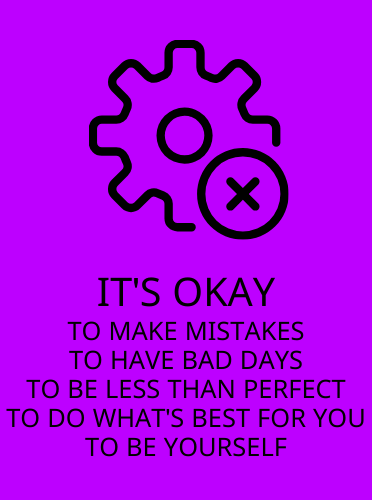 IT'S OKAY
TO MAKE MISTAKES
TO HAVE BAD DAYS
TO BE LESS THAN PERFECT
TO DO WHAT'S BEST FOR YOU
TO BE YOURSELF